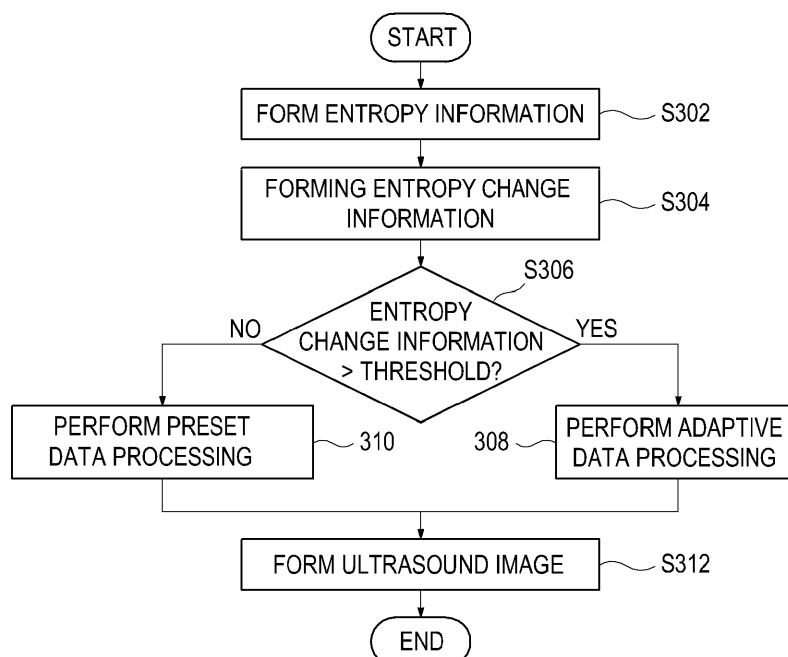 START
FORM ENTROPY INFORMATION
S302
FORMING ENTROPY CHANGE
INFORMATION
S304
S306
ENTROPY
CHANGE INFORMATION
> THRESHOLD?
NO
YES
PERFORM PRESET
DATA PROCESSING
310
308
PERFORM ADAPTIVE
DATA PROCESSING
FORM ULTRASOUND IMAGE
S312
END